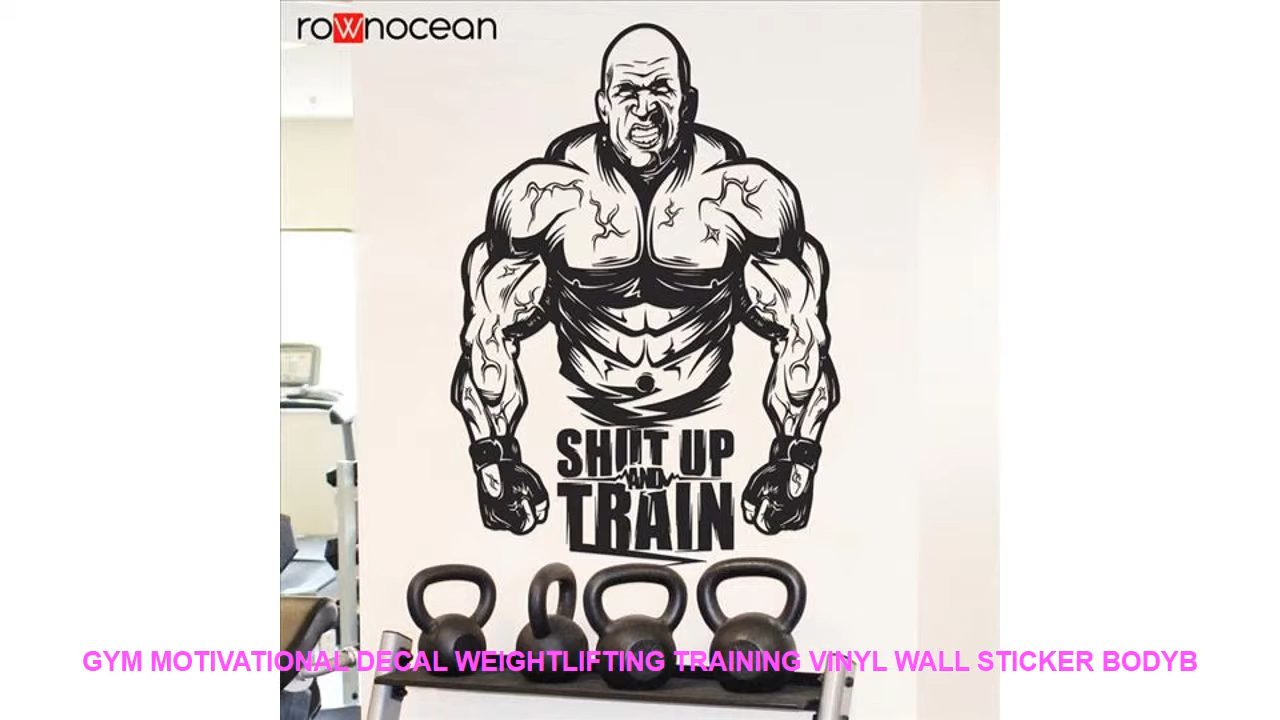 rownocean
SHUT UP
AND
TRAIN
GYM MOTIVATIONAL DECAL WEIGHTLIFTING TRAINING VINYL WALL STICKER BODYB